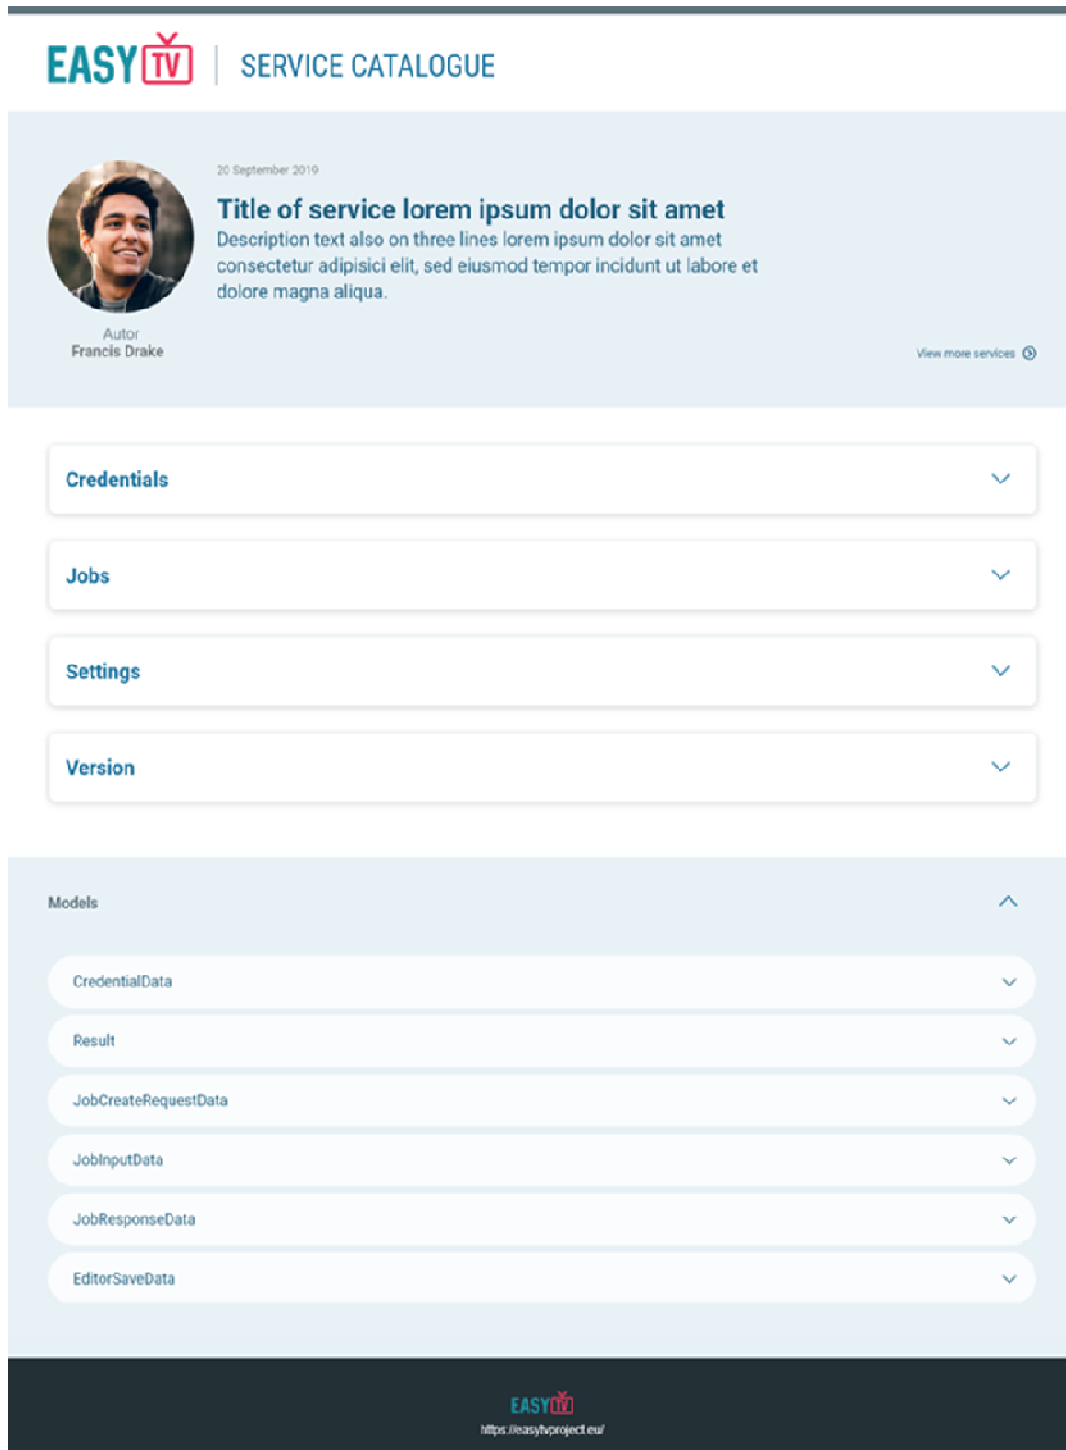 EASY TV
SERVICE CATALOGUE
20 September 2019
Title of service lorem ipsum dolor sit amet
Description text also on three lines lorem ipsum dolor sit amet
consectetur adipisici elit, sed eiusmod tempor incidunt ut labore et
dolore magna aliqua.
Autor
Francis Drake
View more services
Credentials
Jobs
Settings
Version
Models
CredentialData
Result
JobCreateRequestData
JobInputData
JobResponseData
EditorSaveData
EASY TV
https://easytvproject.eu/